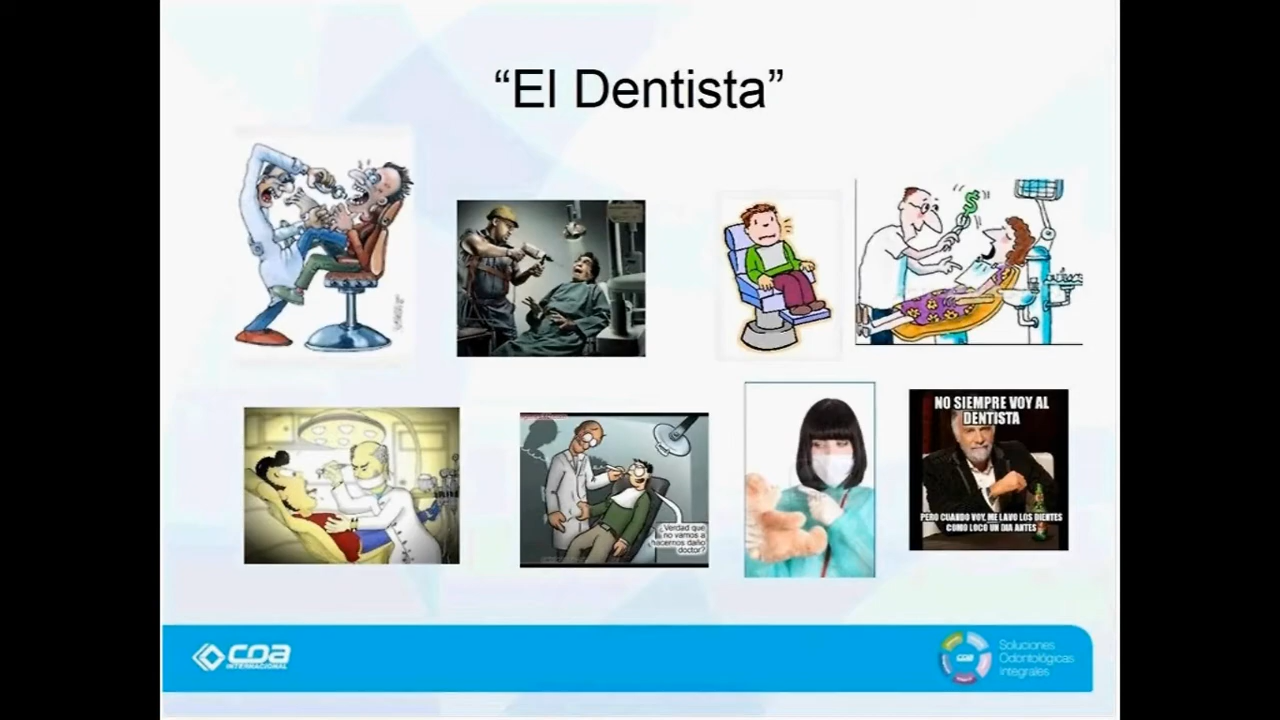 “El Dentista”
$
NO SIEMPRE VOY AL
DENTISTA
PERO CUANDO VOY, ME LAVO LOS DIENTES
COMO LOCO UN DIA ANTES
¿Verdad que
no vamos a
hacernos daño
doctor?
COA
INTERNACIONAL
COA
Soluciones
Odontológicas
Integrales